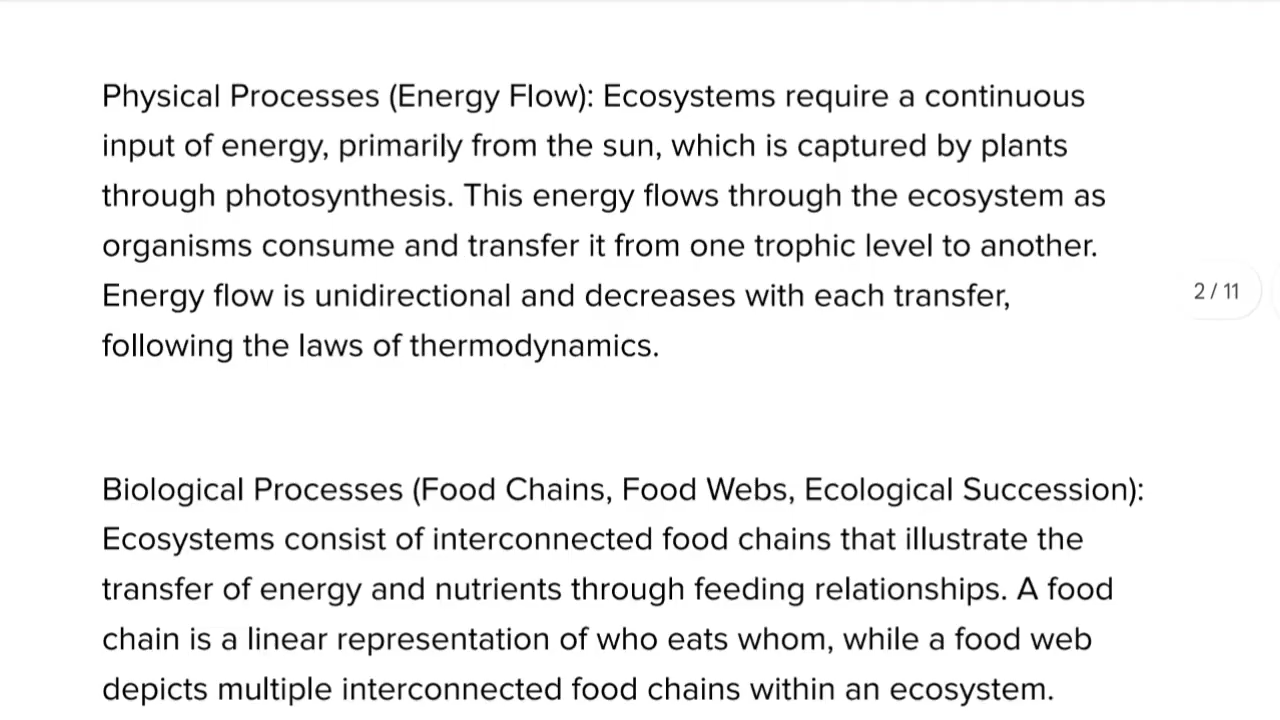 Physical Processes (Energy Flow): Ecosystems require a continuous
input of energy, primarily from the sun, which is captured by plants
through photosynthesis. This energy flows through the ecosystem as
organisms consume and transfer it from one trophic level to another.
Energy flow is unidirectional and decreases with each transfer,
following the laws of thermodynamics.
2 / 11
Biological Processes (Food Chains, Food Webs, Ecological Succession):
Ecosystems consist of interconnected food chains that illustrate the
transfer of energy and nutrients through feeding relationships. A food
chain is a linear representation of who eats whom, while a food web
depicts multiple interconnected food chains within an ecosystem.